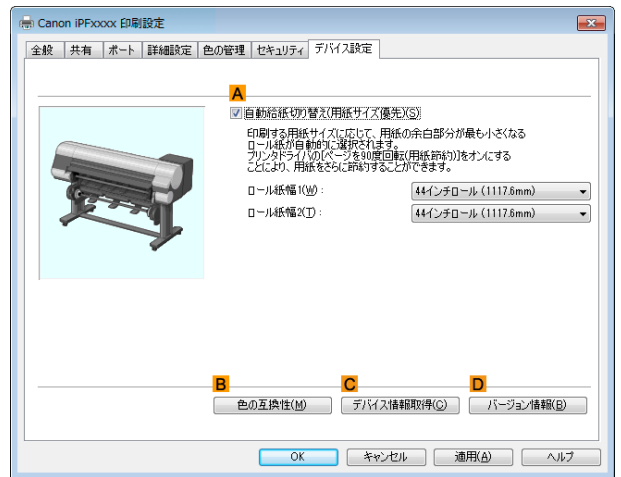 Canon iPFxxxx 印刷設定
全般 共有 ポート 詳細設定 色の管理 セキュリティ デバイス設定
A
自動給紙切り替え(用紙サイズ優先)(S)
印刷する用紙サイズに応じて、用紙の余白部分が最も小さくなる
ロール紙が自動的に選択されます。
プリンタドライバの[ページを90度回転(用紙節約)]をオンにする
ことにより、用紙をさらに節約することができます。
ロール紙幅1(W) : 44インチロール (1117.6mm)
ロール紙幅2(T) : 44インチロール (1117.6mm)
B C D
色の互換性(M) デバイス情報取得(C) バージョン情報(B)
OK キャンセル 適用(A) ヘルプ